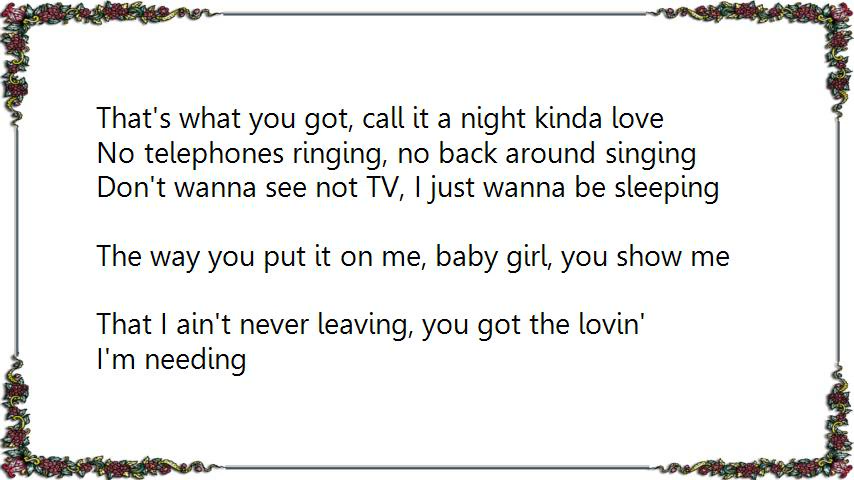 That's what you got, call it a night kinda love
No telephones ringing, no back around singing
Don't wanna see not TV, I just wanna be sleeping
The way you put it on me, baby girl, you show me
That I ain't never leaving, you got the lovin'
I'm needing